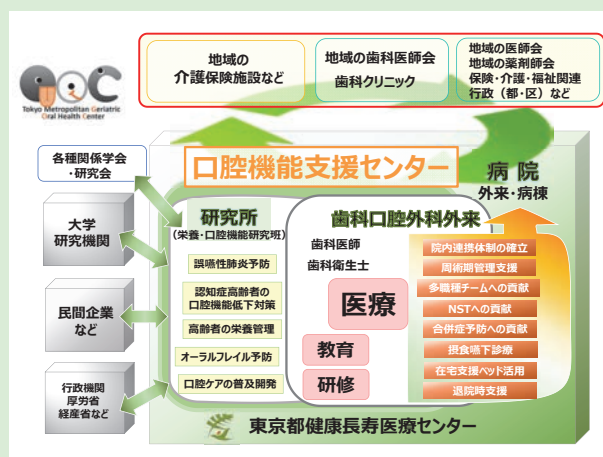 地域の
介護保険施設など
地域の歯科医師会
歯科クリニック
地域の医師会
地域の薬剤師会
保険・介護・福祉関連
行政（都・区）など
Tokyo Metropolitan Geriatric
Oral Health Center
各種関係学会
・研究会
大学
研究機関
民間企業
など
行政機関
厚労省
経産省など
口腔機能支援センター
病院
外来・病棟
研究所
（栄養・口腔機能研究班）
誤嚥性肺炎予防
認知症高齢者の
口腔機能低下対策
高齢者の栄養管理
オーラルフレイル予防
口腔ケアの普及開発
歯科口腔外科外来
歯科医師
歯科衛生士
医療
教育
研修
院内連携体制の確立
周術期管理支援
多職種チームへの貢献
NSTへの貢献
合併症予防への貢献
摂食嚥下診療
在宅支援ベッド活用
退院時支援
東京都健康長寿医療センター